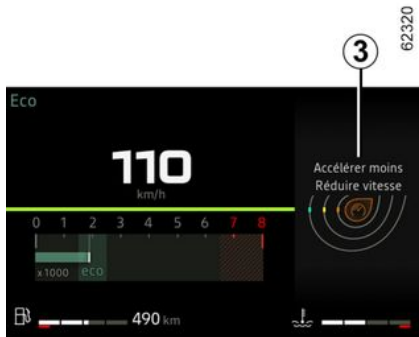 62320
3
Eco
110
km/h
Accélérer moins
Réduire vitesse
0 1 2 3 4 5 6 7 8
x 1000 eco
490 km